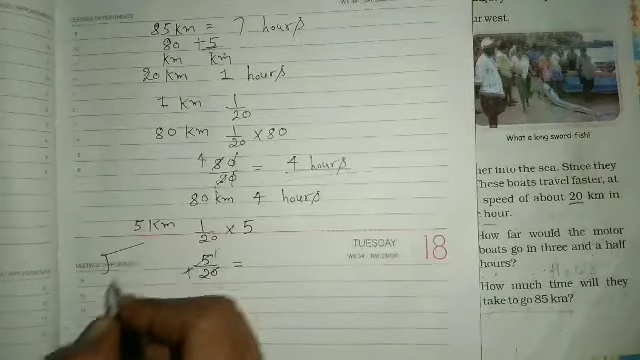 85 km = 7 hours
80 + 5
km km
20 km 1 hours
1 km 1/20
80 km 1/20 × 80
4 80/20 = 4 hours
80 km 4 hours
5 km 1/20 × 5
TUESDAY 18
5/20 =
ur west.
What a long sword-fish!
her into the sea. Since they
These boats travel faster, at
speed of about 20 km in
hour.
How far would the motor
boats go in three and a half
hours?
How much time will they
take to go 85 km?